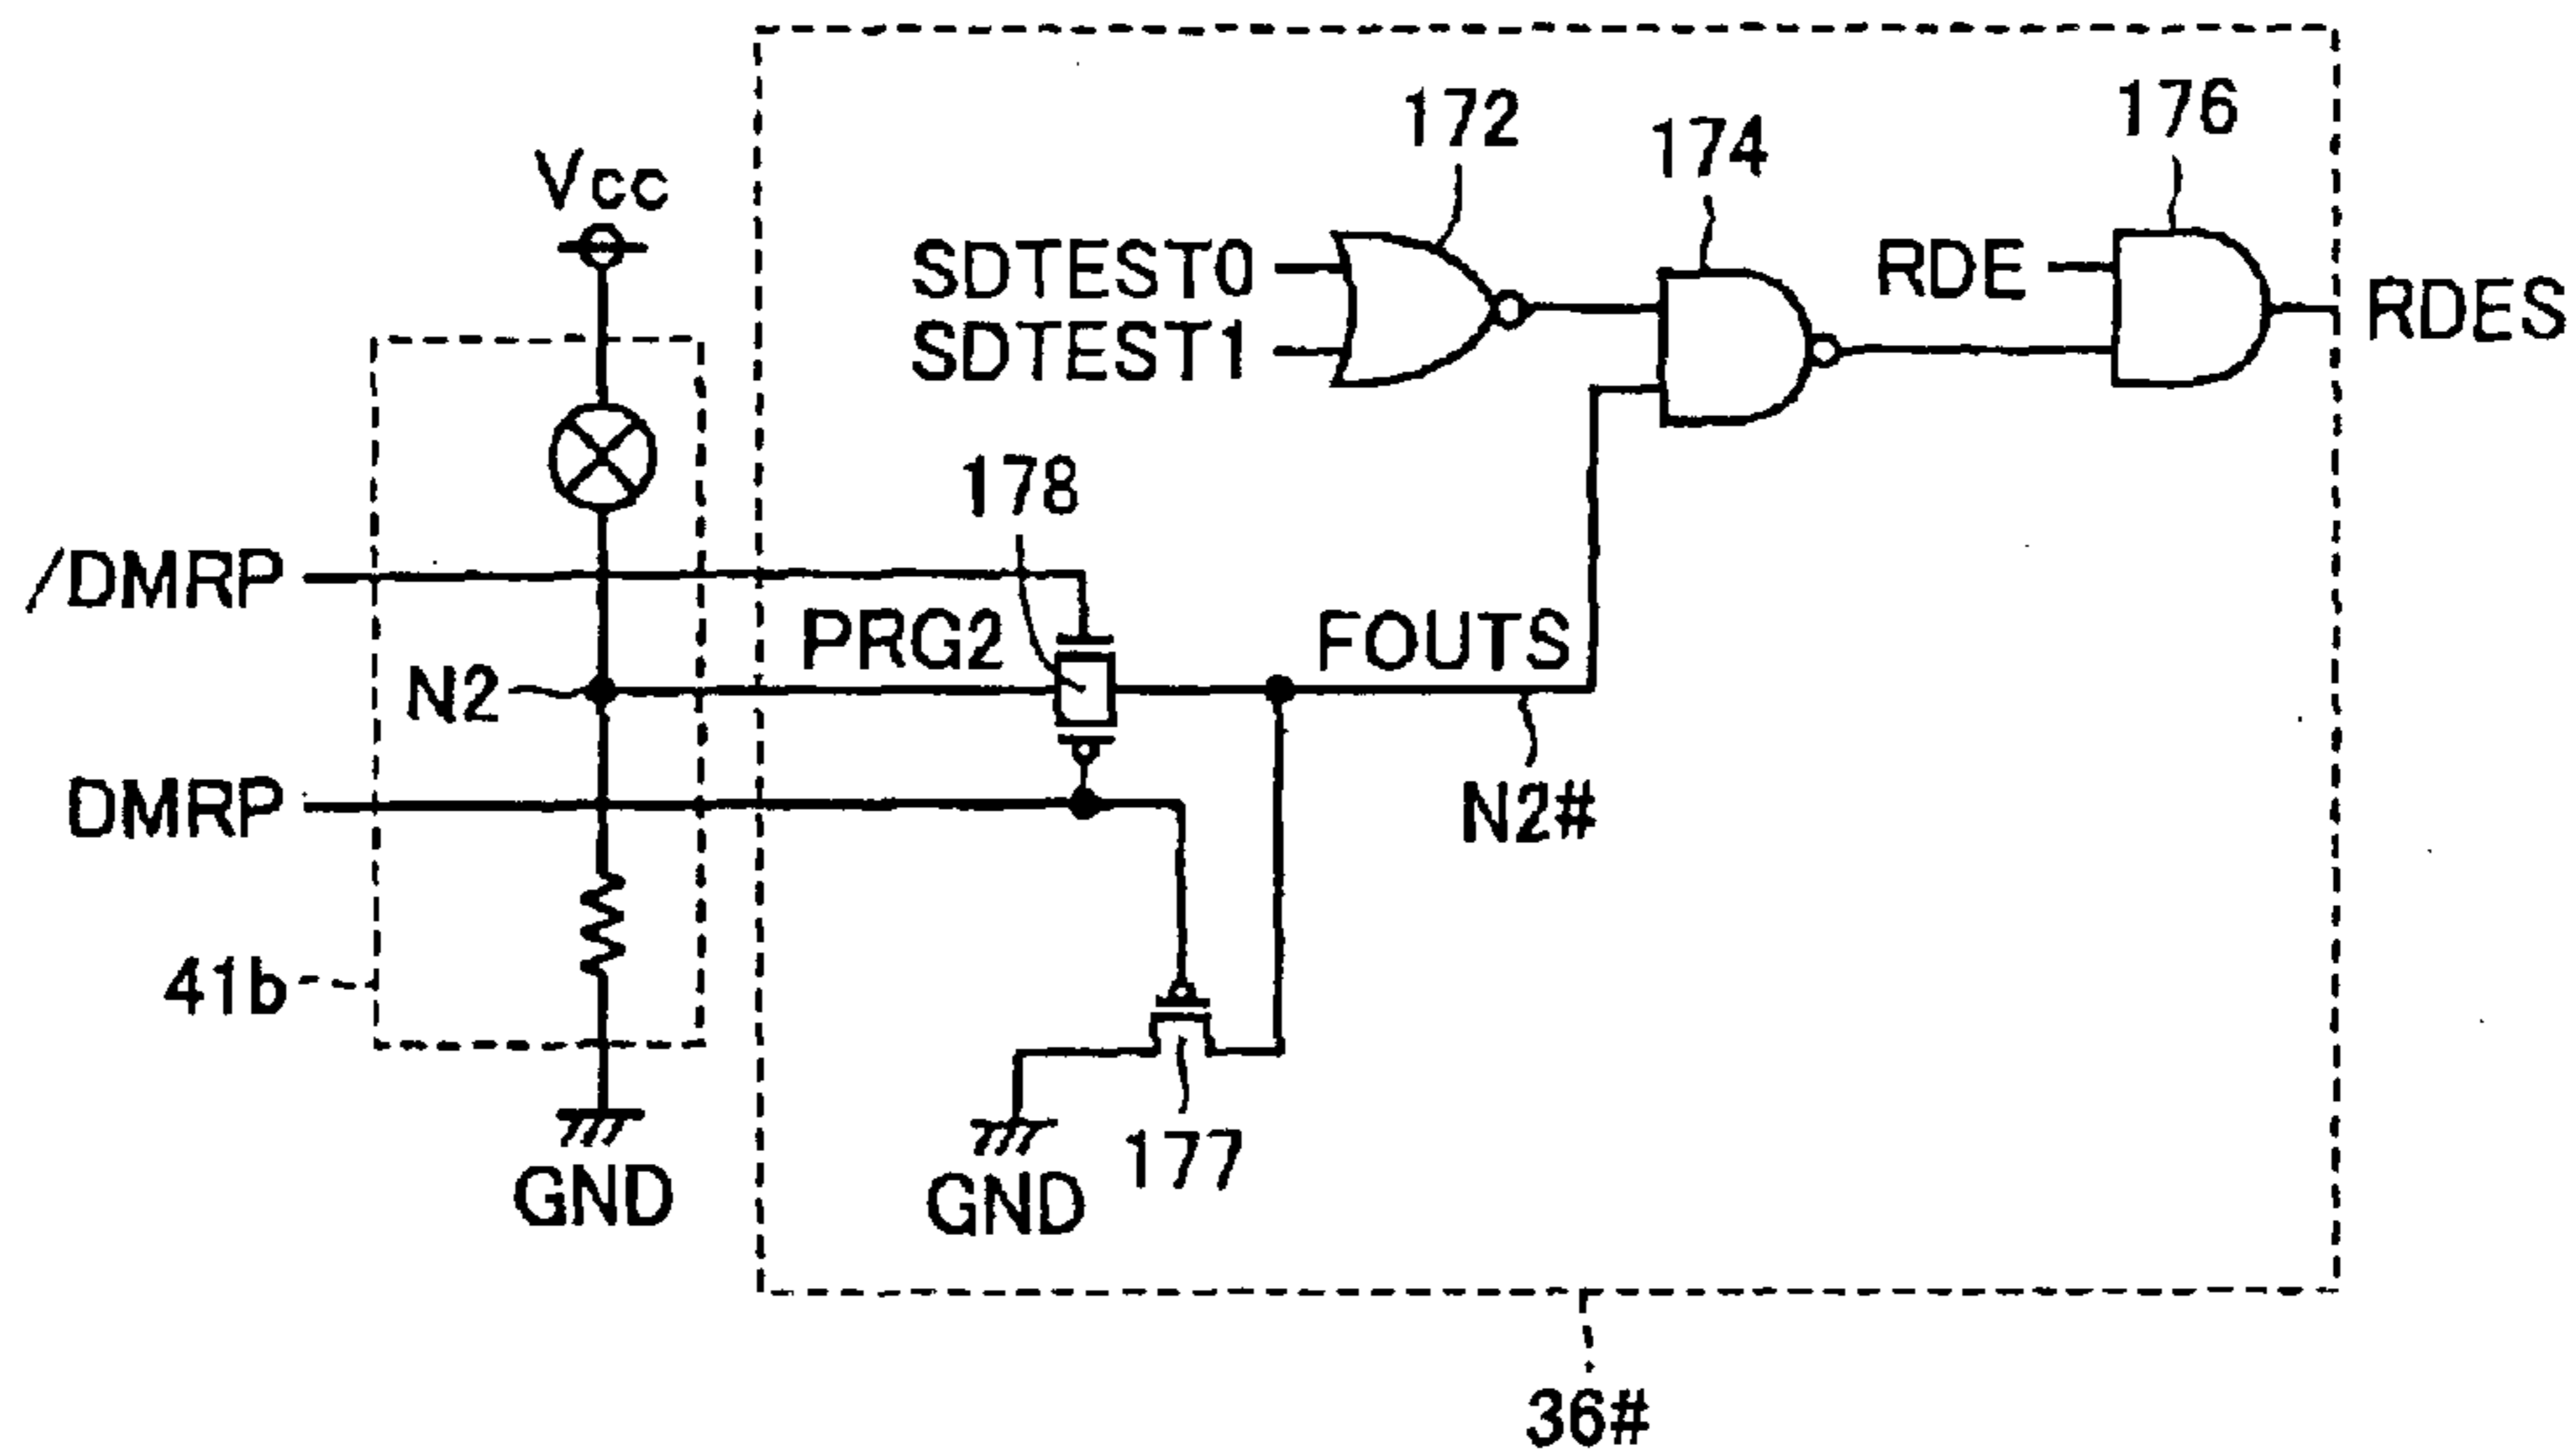 172
174
176
Vcc
SDTEST0
SDTEST1
RDE
RDES
178
/DMRP
PRG2
FOUTS
N2
DMRP
N2#
41b
177
GND
GND
36#